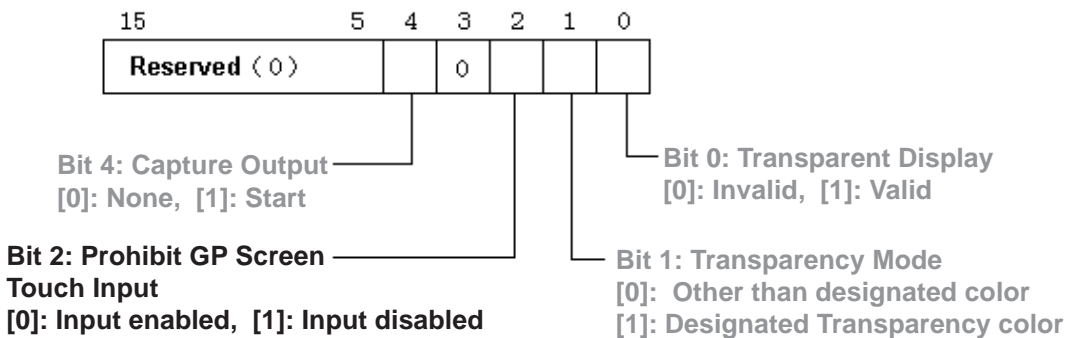 15 5 4 3 2 1 0
Reserved (0) 0
Bit 4: Capture Output
[0]: None, [1]: Start
Bit 0: Transparent Display
[0]: Invalid, [1]: Valid
Bit 2: Prohibit GP Screen
Touch Input
[0]: Input enabled, [1]: Input disabled
Bit 1: Transparency Mode
[0]: Other than designated color
[1]: Designated Transparency color